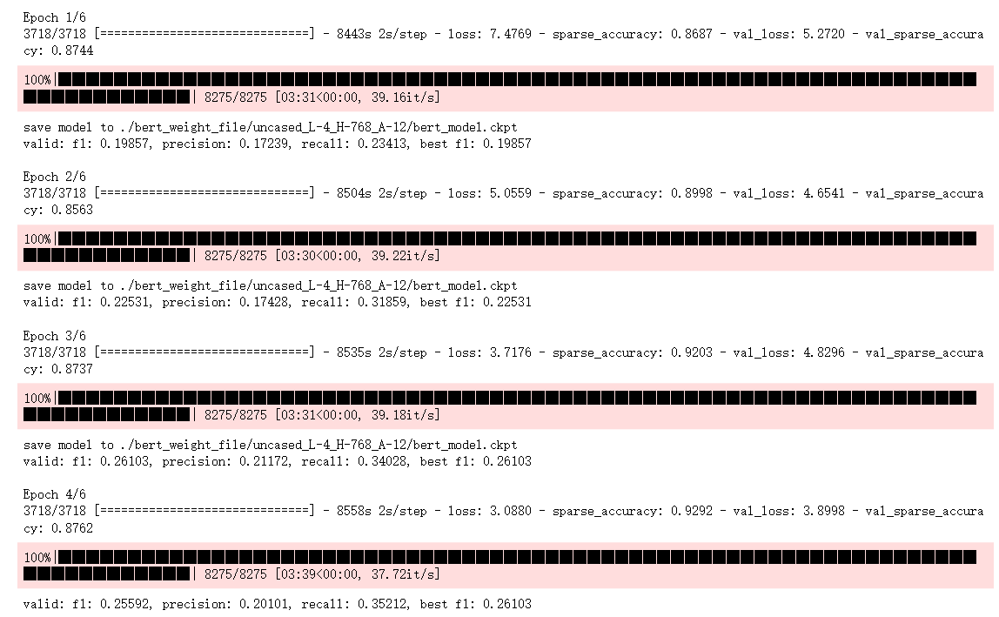 Epoch 1/6
3718/3718 [==============================] - 8443s 2s/step - loss: 7.4769 - sparse_accuracy: 0.8687 - val_loss: 5.2720 - val_sparse_accura
cy: 0.8744
100%|
| 8275/8275 [03:31<00:00, 39.16it/s]
save model to ./bert_weight_file/uncased_L-4_H-768_A-12/bert_model.ckpt
valid: f1: 0.19857, precision: 0.17239, recall: 0.23413, best f1: 0.19857
Epoch 2/6
3718/3718 [==============================] - 8504s 2s/step - loss: 5.0559 - sparse_accuracy: 0.8998 - val_loss: 4.6541 - val_sparse_accura
cy: 0.8563
100%|
| 8275/8275 [03:30<00:00, 39.22it/s]
save model to ./bert_weight_file/uncased_L-4_H-768_A-12/bert_model.ckpt
valid: f1: 0.22531, precision: 0.17428, recall: 0.31859, best f1: 0.22531
Epoch 3/6
3718/3718 [==============================] - 8535s 2s/step - loss: 3.7176 - sparse_accuracy: 0.9203 - val_loss: 4.8296 - val_sparse_accura
cy: 0.8737
100%|
| 8275/8275 [03:31<00:00, 39.18it/s]
save model to ./bert_weight_file/uncased_L-4_H-768_A-12/bert_model.ckpt
valid: f1: 0.26103, precision: 0.21172, recall: 0.34028, best f1: 0.26103
Epoch 4/6
3718/3718 [==============================] - 8558s 2s/step - loss: 3.0880 - sparse_accuracy: 0.9292 - val_loss: 3.8998 - val_sparse_accura
cy: 0.8762
100%|
| 8275/8275 [03:39<00:00, 37.72it/s]
valid: f1: 0.25592, precision: 0.20101, recall: 0.35212, best f1: 0.26103